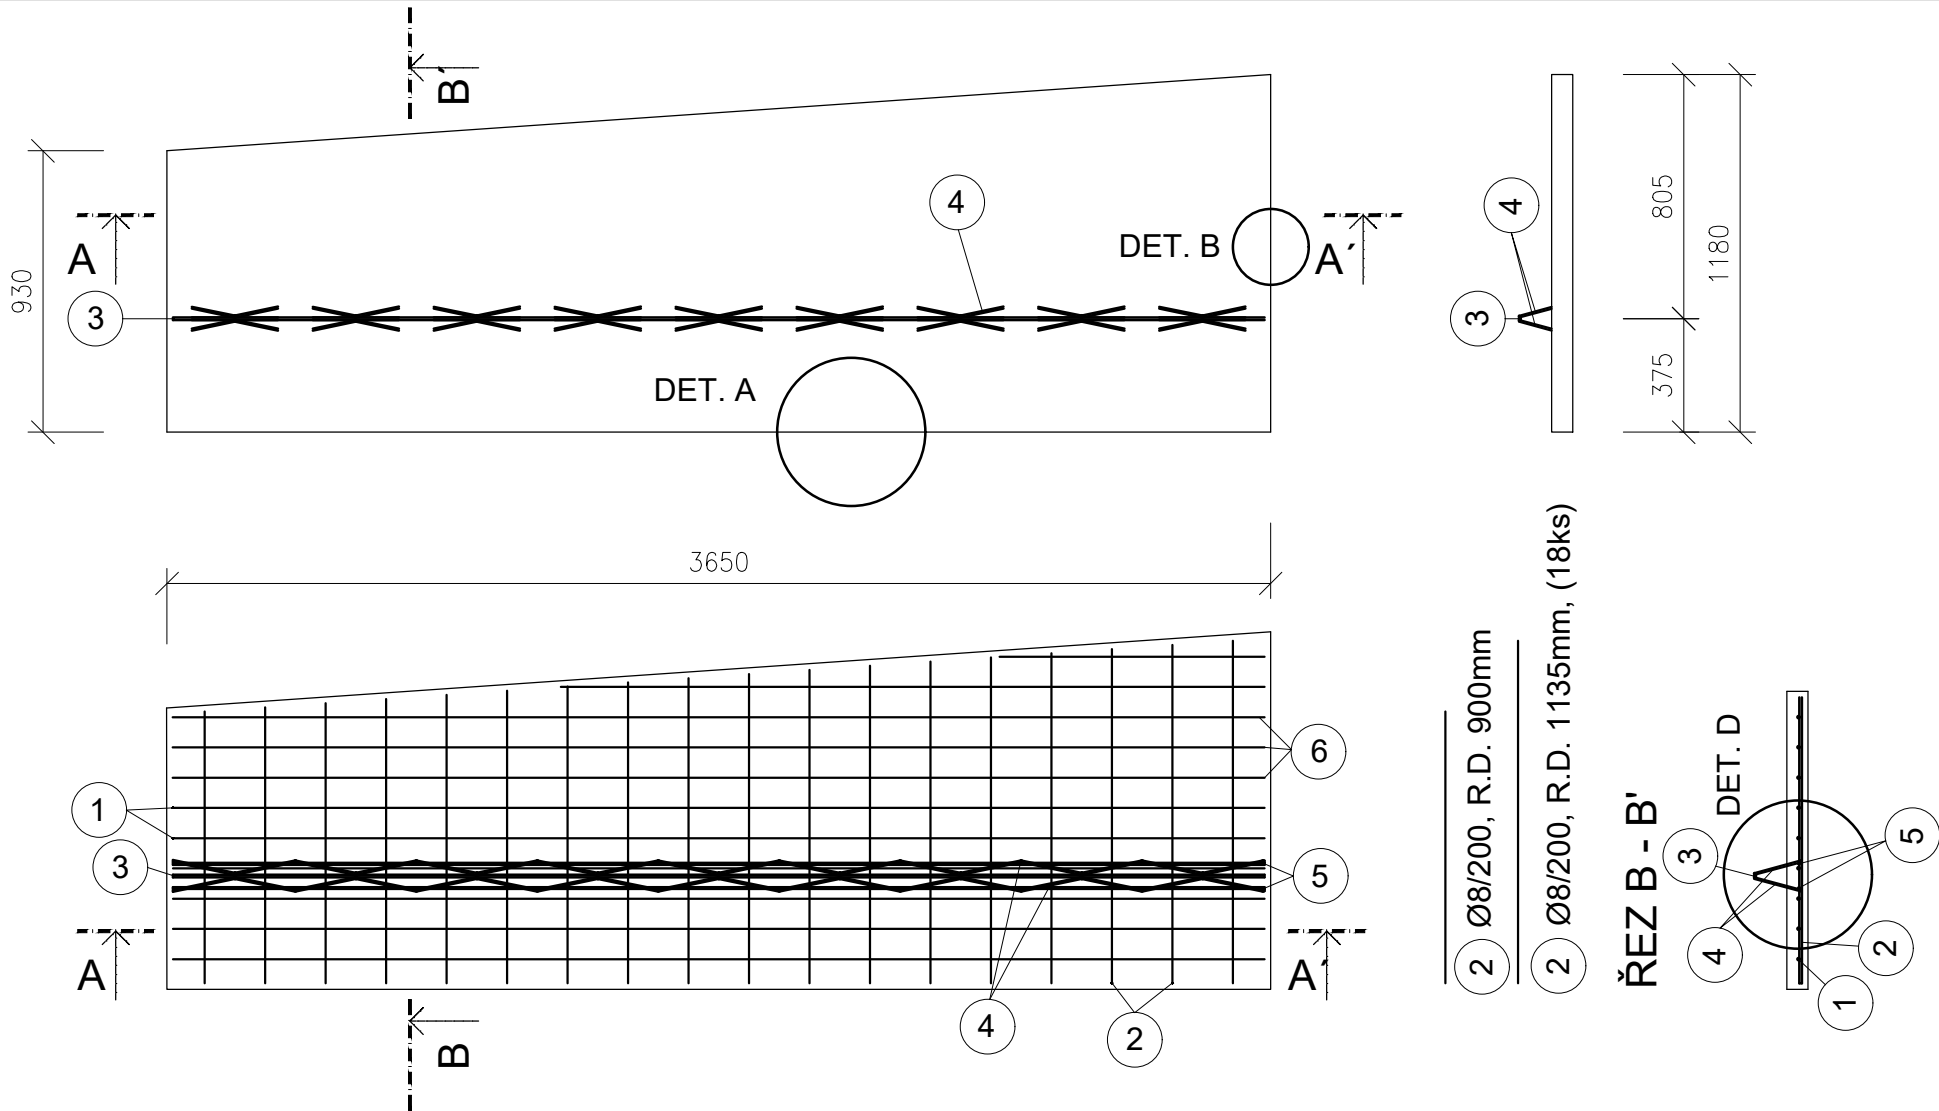 B'
930
A
3
4
DET. B
A´
DET. A
4
3
805
375
1180
3650
1
3
A
B
6
5
4
2
A´
2 Ø8/200, R.D. 900mm
2 Ø8/200, R.D. 1135mm, (18ks)
ŘEZ B - B'
DET. D
3
4
5
2
1